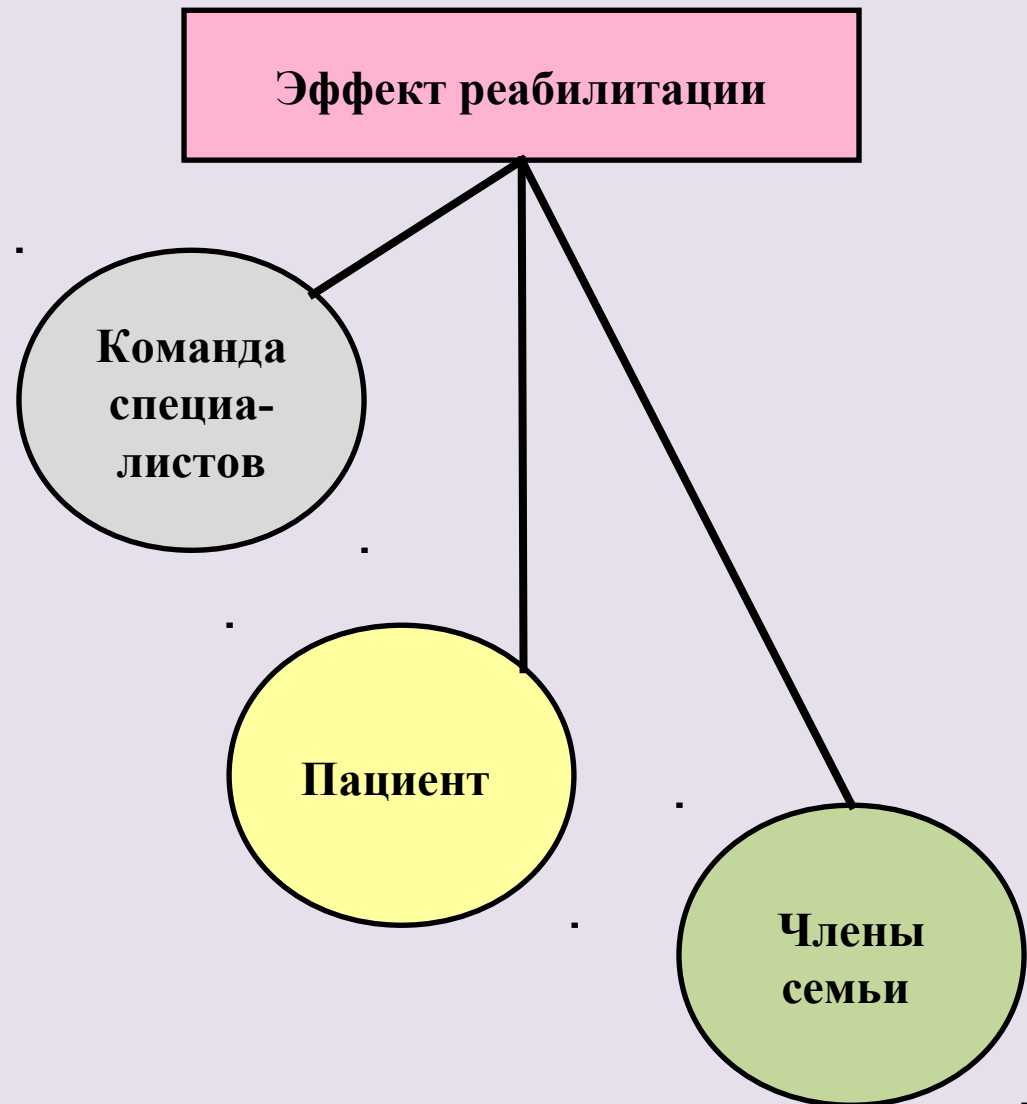 Эффект реабилитации
Команда
специа-
листов
Пациент
Члены
семьи